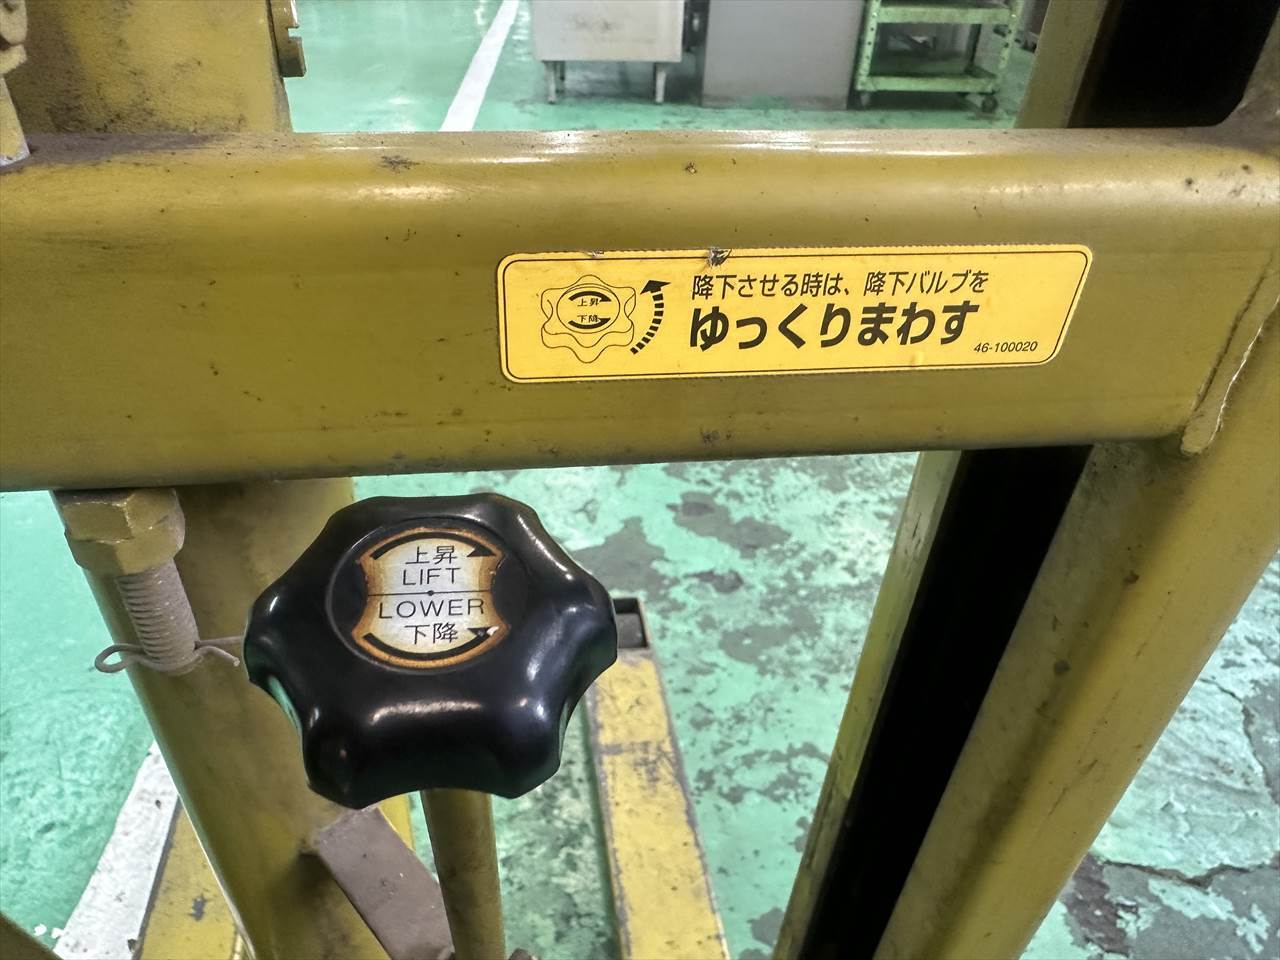 降下させる時は、降下バルブを
ゆっくりまわす
46-100020
上昇
下降
上昇
LIFT
LOWER
下降